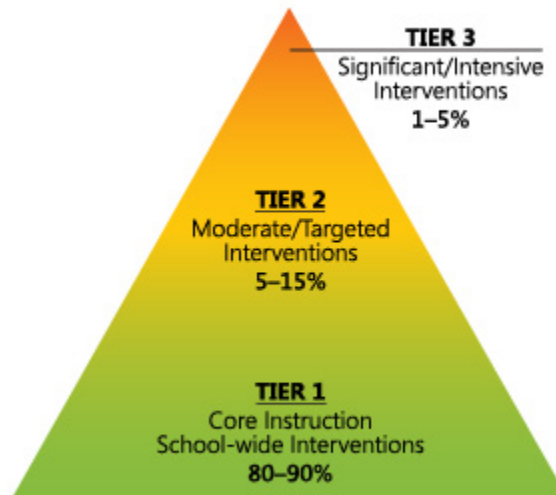 TIER 3
Significant/Intensive
Interventions
1–5%
TIER 2
Moderate/Targeted
Interventions
5–15%
TIER 1
Core Instruction
School-wide Interventions
80–90%